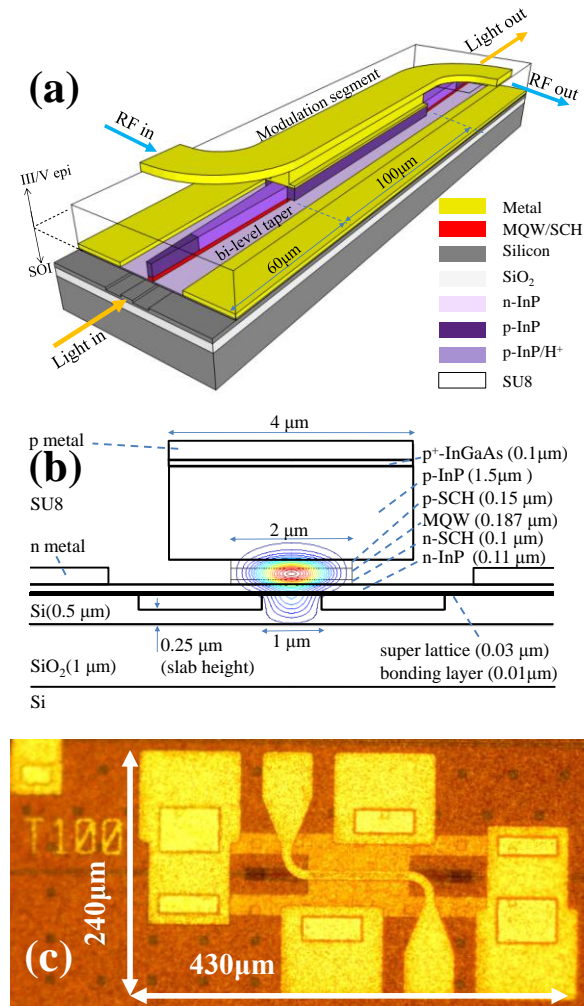 (a)
Light out
RF out
RF in
Modulation segment
III/V epi
SOI
bi-level taper
100μm
60μm
Light in
Metal
MQW/SCH
Silicon
SiO2
n-InP
p-InP
p-InP/H+
SU8
(b)
4 μm
p metal
SU8
n metal
2 μm
p+-InGaAs (0.1μm)
p-InP (1.5μm )
p-SCH (0.15 μm)
MQW (0.187 μm)
n-SCH (0.1 μm)
n-InP (0.11 μm)
Si(0.5 μm)
0.25 μm
(slab height)
1 μm
super lattice (0.03 μm)
bonding layer (0.01μm)
SiO2(1 μm)
Si
T100
240μm
430μm
(c)